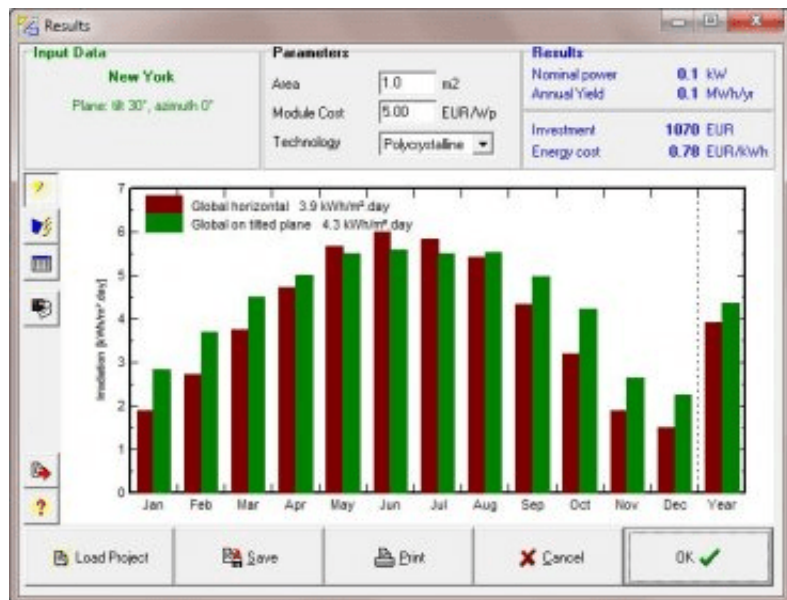 Results
Input Data
New York
Plane: tilt 30°, azimuth 0°
Parameters
Area 1.0 m2
Module Cost 5.00 EUR/Wp
Technology Polycrystalline
Results
Nominal power 0.1 kW
Annual Yield 0.1 MWh/yr
Investment 1070 EUR
Energy cost 0.78 EUR/kWh
Global horizontal 3.9 kWh/m².day
Global on tilted plane 4.3 kWh/m².day
Irradiation [kWh/m².day]
7
6
5
4
3
2
1
0
Jan Feb Mar Apr May Jun Jul Aug Sep Oct Nov Dec Year
Load Project Save Print Cancel OK